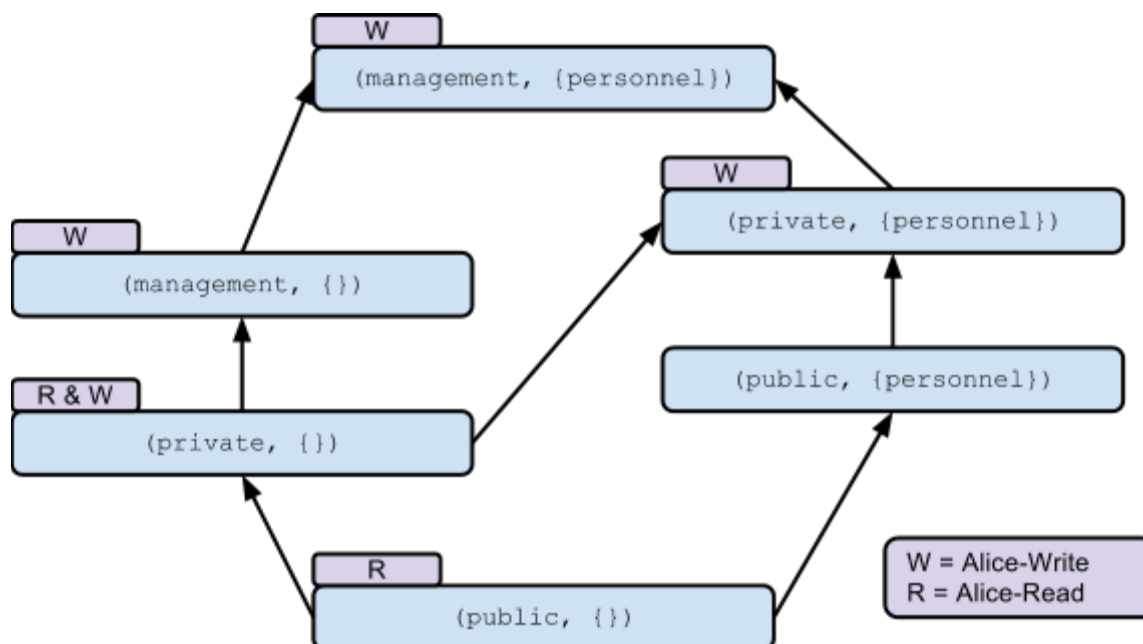 W
(management, {personnel})
W
(private, {personnel})
W
(management, {})
(public, {personnel})
R & W
(private, {})
R
(public, {})
W = Alice-Write
R = Alice-Read